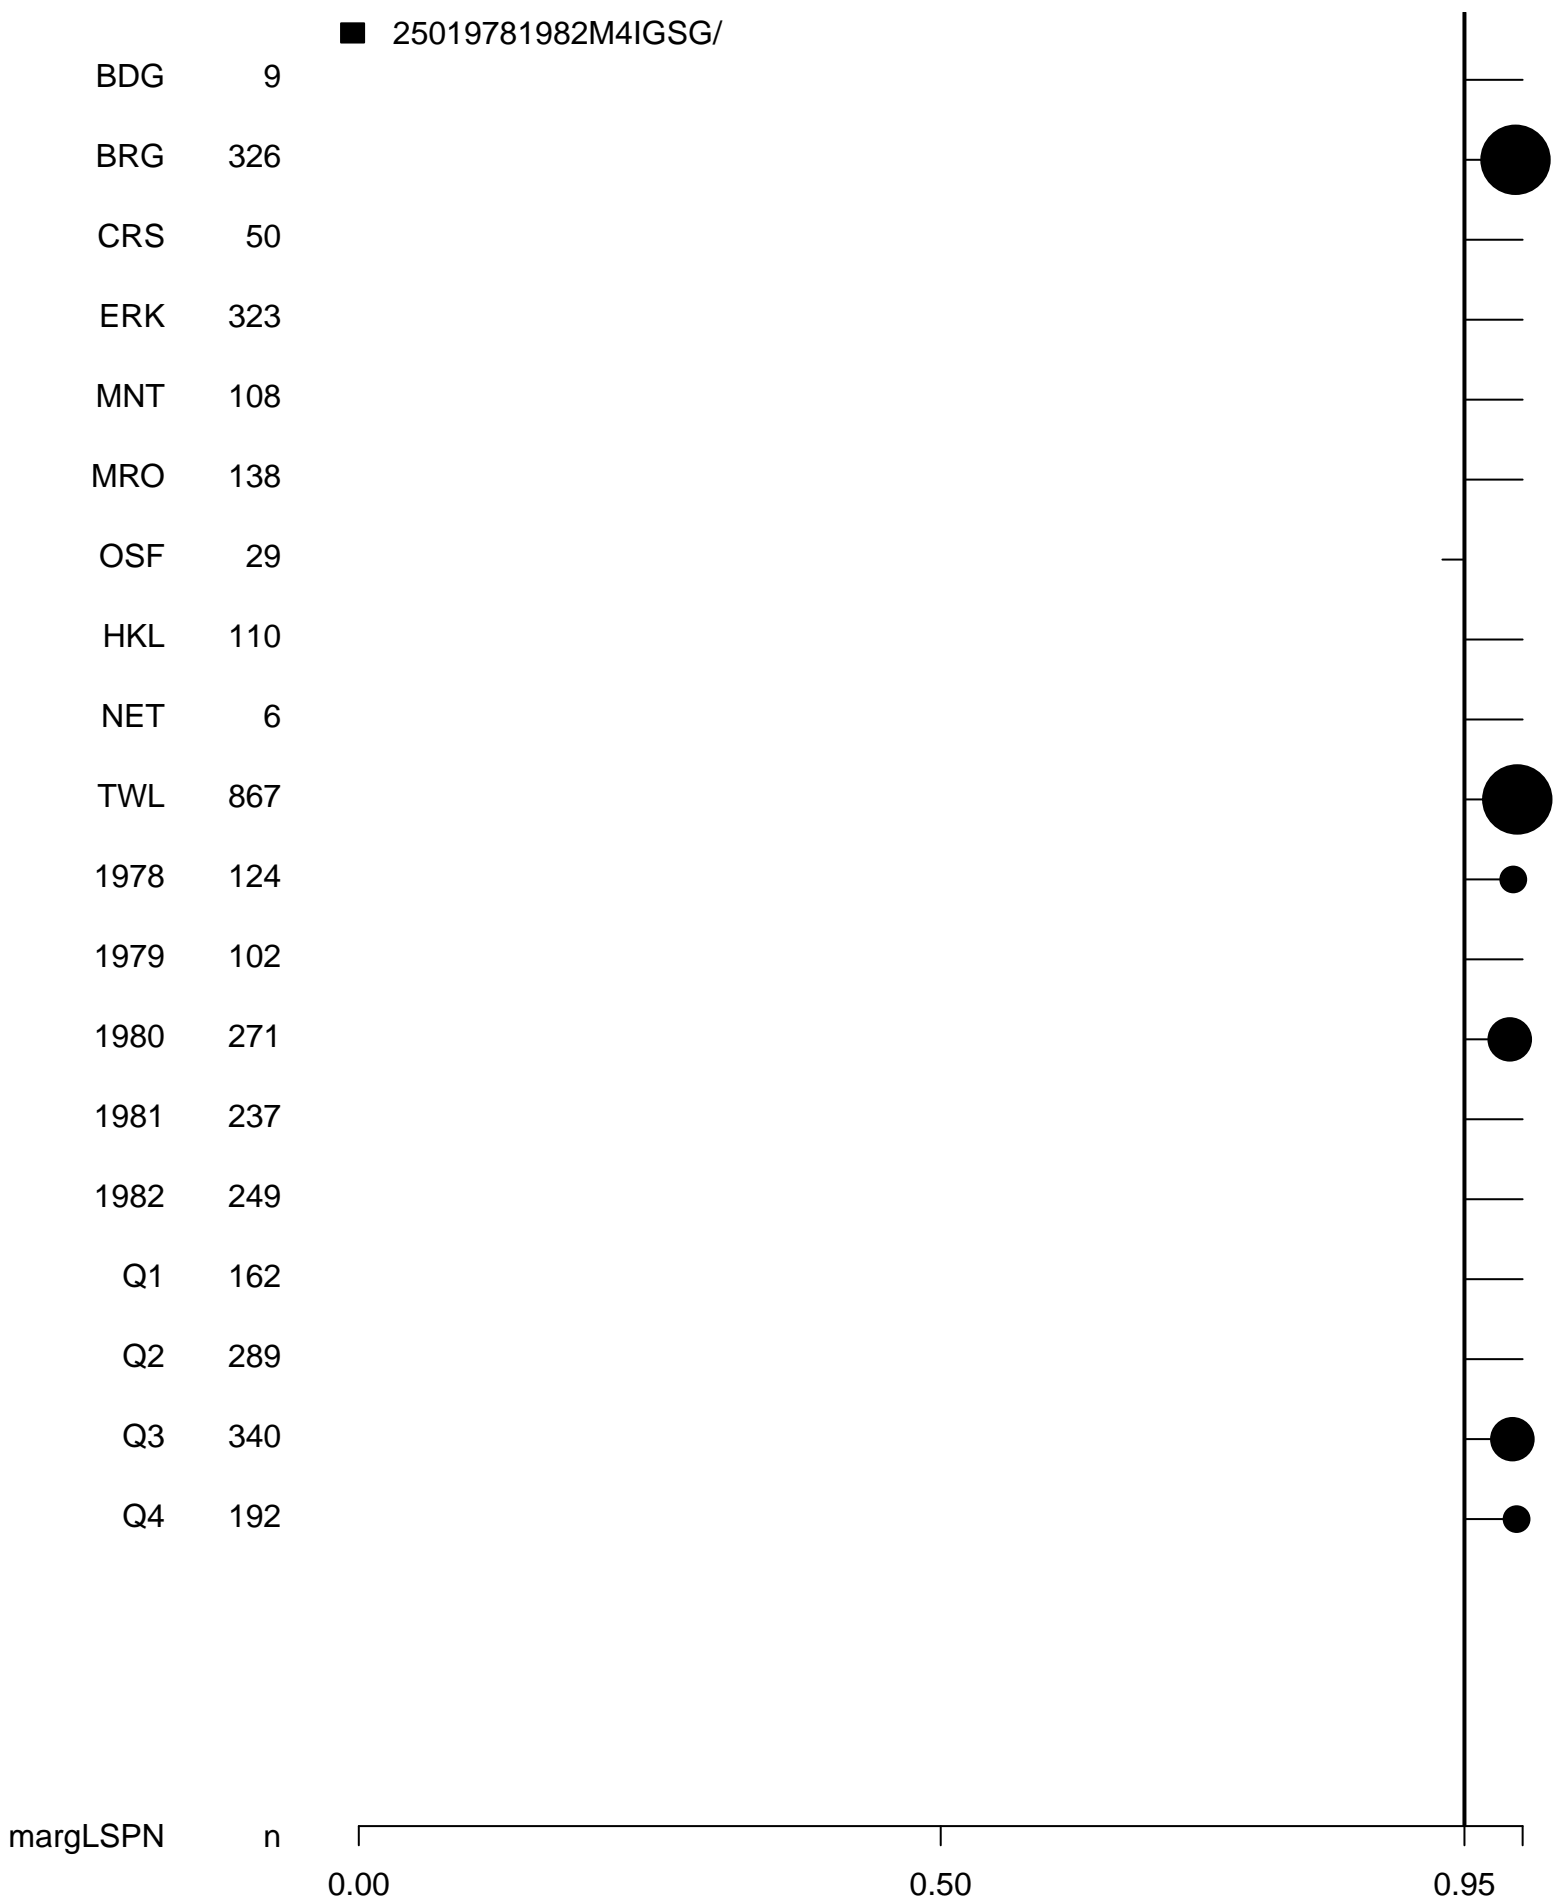 25019781982M4IGSG/
BDG 9
BRG 326
CRS 50
ERK 323
MNT 108
MRO 138
OSF 29
HKL 110
NET 6
TWL 867
1978 124
1979 102
1980 271
1981 237
1982 249
Q1 162
Q2 289
Q3 340
Q4 192
margLSPN n
0.00 0.50 0.95